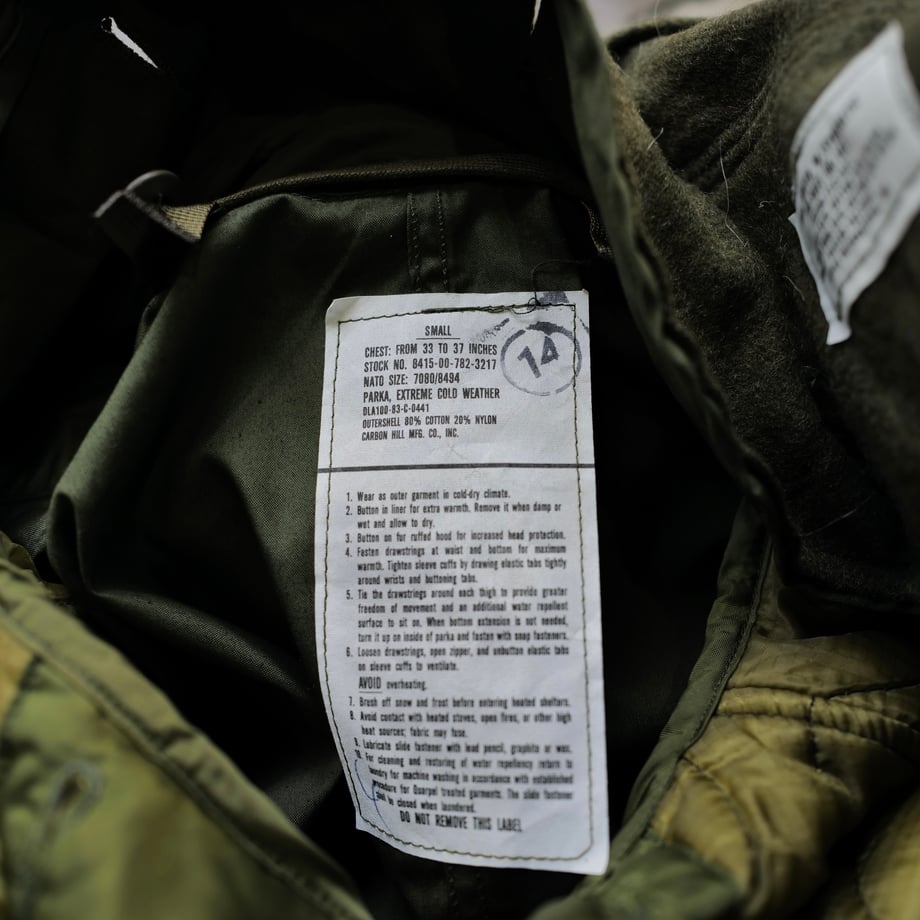 SMALL
CHEST: FROM 33 TO 37 INCHES
STOCK NO. 8415-00-782-3217
NATO SIZE: 7080/8494
PARKA, EXTREME COLD WEATHER
DLA100-83-C-0441
OUTERSHELL 80% COTTON 20% NYLON
CARBON HILL MFG. CO., INC.
14
1. Wear as outer garment in cold-dry climate.
2. Button in liner for extra warmth. Remove it when damp or
wet and allow to dry.
3. Button on fur ruffed hood for increased head protection.
4. Fasten drawstrings at waist and bottom for maximum
warmth. Tighten sleeve cuffs by drawing elastic tabs tightly
around wrists and buttoning tabs.
5. Tie the drawstrings around each thigh to provide greater
freedom of movement and an additional water repellent
surface to sit on. When bottom extension is not needed,
turn it up on inside of parka and fasten with snap fasteners.
6. Loosen drawstrings, open zipper, and unbutton elastic tabs
on sleeve cuffs to ventilate.
AVOID overheating.
7. Brush off snow and frost before entering heated shelters.
8. Avoid contact with heated stoves, open fires, or other high
heat sources; fabric may fuse.
9. Lubricate slide fastener with lead pencil, graphite or wax.
10. For cleaning and restoring of water repellency return to
laundry for machine washing in accordance with established
procedure for Quarpel treated garments. The slide fastener
be closed when laundered.
DO NOT REMOVE THIS LABEL